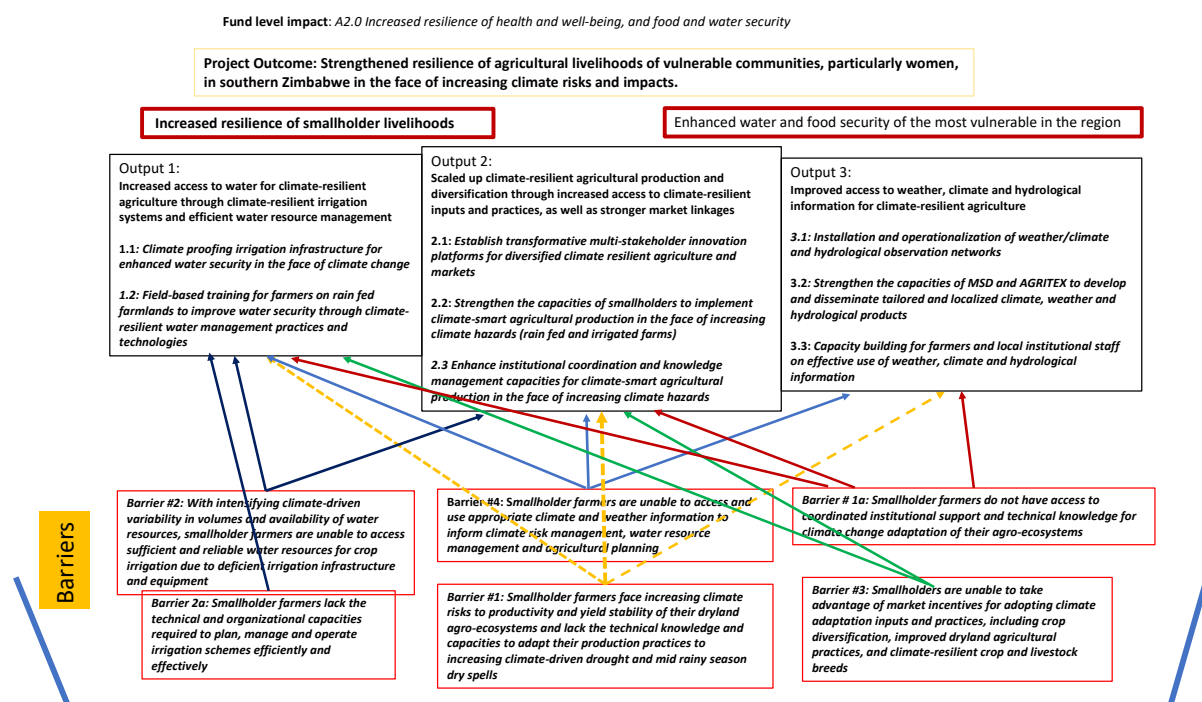 Fund level impact: A2.0 Increased resilience of health and well-being, and food and water security
Project Outcome: Strengthened resilience of agricultural livelihoods of vulnerable communities, particularly women,
in southern Zimbabwe in the face of increasing climate risks and impacts.
Increased resilience of smallholder livelihoods
Enhanced water and food security of the most vulnerable in the region
Output 1:
Increased access to water for climate-resilient
agriculture through climate-resilient irrigation
systems and efficient water resource management
1.1: Climate proofing irrigation infrastructure for
enhanced water security in the face of climate change
1.2: Field-based training for farmers on rain fed
farmlands to improve water security through climate-
resilient water management practices and
technologies
Output 2:
Scaled up climate-resilient agricultural production and
diversification through increased access to climate-resilient
inputs and practices, as well as stronger market linkages
2.1: Establish transformative multi-stakeholder innovation
platforms for diversified climate resilient agriculture and
markets
2.2: Strengthen the capacities of smallholders to implement
climate-smart agricultural production in the face of increasing
climate hazards (rain fed and irrigated farms)
2.3 Enhance institutional coordination and knowledge
management capacities for climate-smart agricultural
production in the face of increasing climate hazards
Output 3:
Improved access to weather, climate and hydrological
information for climate-resilient agriculture
3.1: Installation and operationalization of weather/climate
and hydrological observation networks
3.2: Strengthen the capacities of MSD and AGRITEX to develop
and disseminate tailored and localized climate, weather and
hydrological products
3.3: Capacity building for farmers and local institutional staff
on effective use of weather, climate and hydrological
information
Barriers
Barrier #2: With intensifying climate-driven
variability in volumes and availability of water
resources, smallholder farmers are unable to access
sufficient and reliable water resources for crop
irrigation due to deficient irrigation infrastructure
and equipment
Barrier #4: Smallholder farmers are unable to access and
use appropriate climate and weather information to
inform climate risk management, water resource
management and agricultural planning
Barrier # 1a: Smallholder farmers do not have access to
coordinated institutional support and technical knowledge for
climate change adaptation of their agro-ecosystems
Barrier 2a: Smallholder farmers lack the
technical and organizational capacities
required to plan, manage and operate
irrigation schemes efficiently and
effectively
Barrier #1: Smallholder farmers face increasing climate
risks to productivity and yield stability of their dryland
agro-ecosystems and lack the technical knowledge and
capacities to adapt their production practices to
increasing climate-driven drought and mid rainy season
dry spells
Barrier #3: Smallholders are unable to take
advantage of market incentives for adopting climate
adaptation inputs and practices, including crop
diversification, improved dryland agricultural
practices, and climate-resilient crop and livestock
breeds